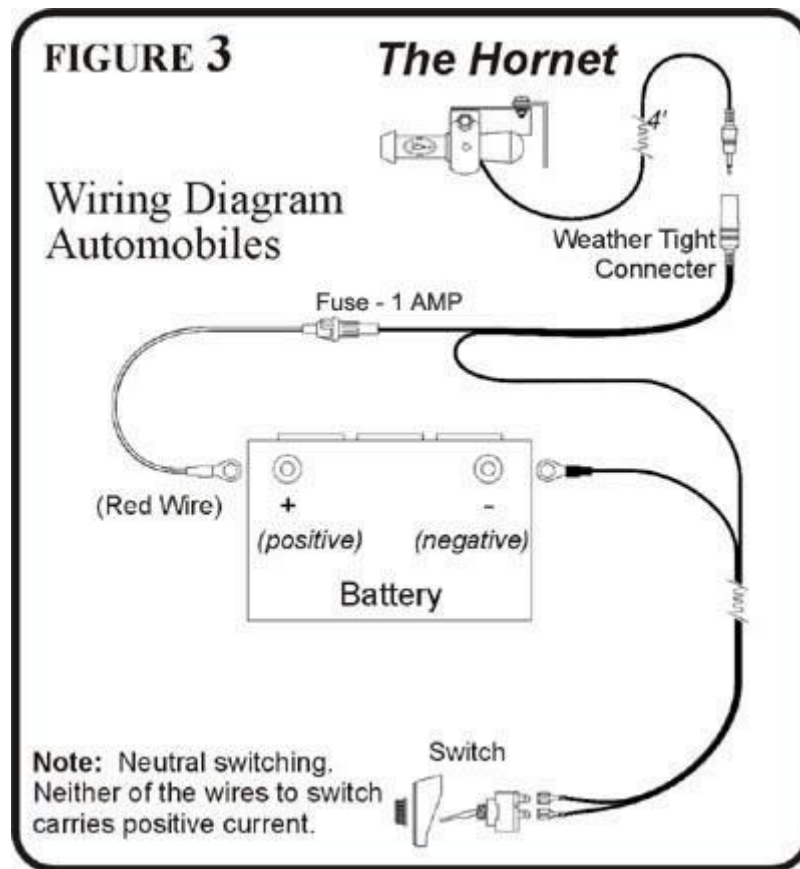 FIGURE 3
The Hornet
4'
Wiring Diagram
Automobiles
Weather Tight
Connecter
Fuse - 1 AMP
(Red Wire)
+
-
(positive)
(negative)
Battery
Switch
Note: Neutral switching.
Neither of the wires to switch
carries positive current.